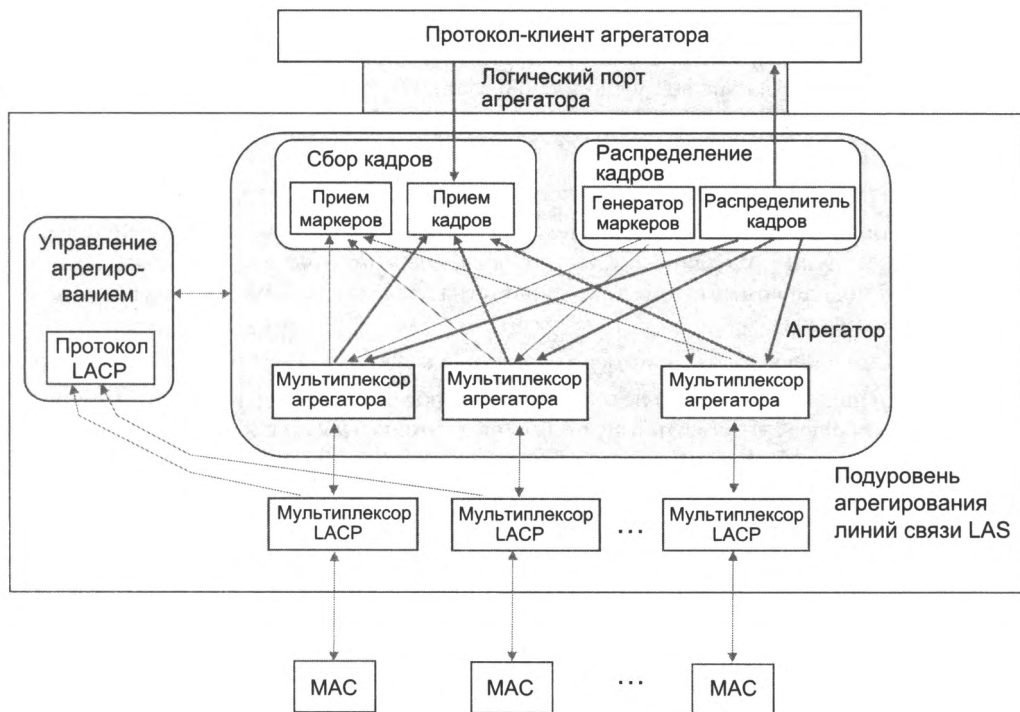 Протокол-клиент агрегатора
Логический порт
агрегатора
Сбор кадров
Распределение
кадров
Прием
маркеров
Прием
кадров
Генератор
маркеров
Распределитель
кадров
Управление
агрегиро-
ванием
Протокол
LACP
Агрегатор
Мультиплексор
агрегатора
Мультиплексор
агрегатора
Мультиплексор
агрегатора
Подуровень
агрегирования
линий связи LAS
Мультиплексор
LACP
Мультиплексор
LACP
...
Мультиплексор
LACP
MAC
MAC
...
MAC